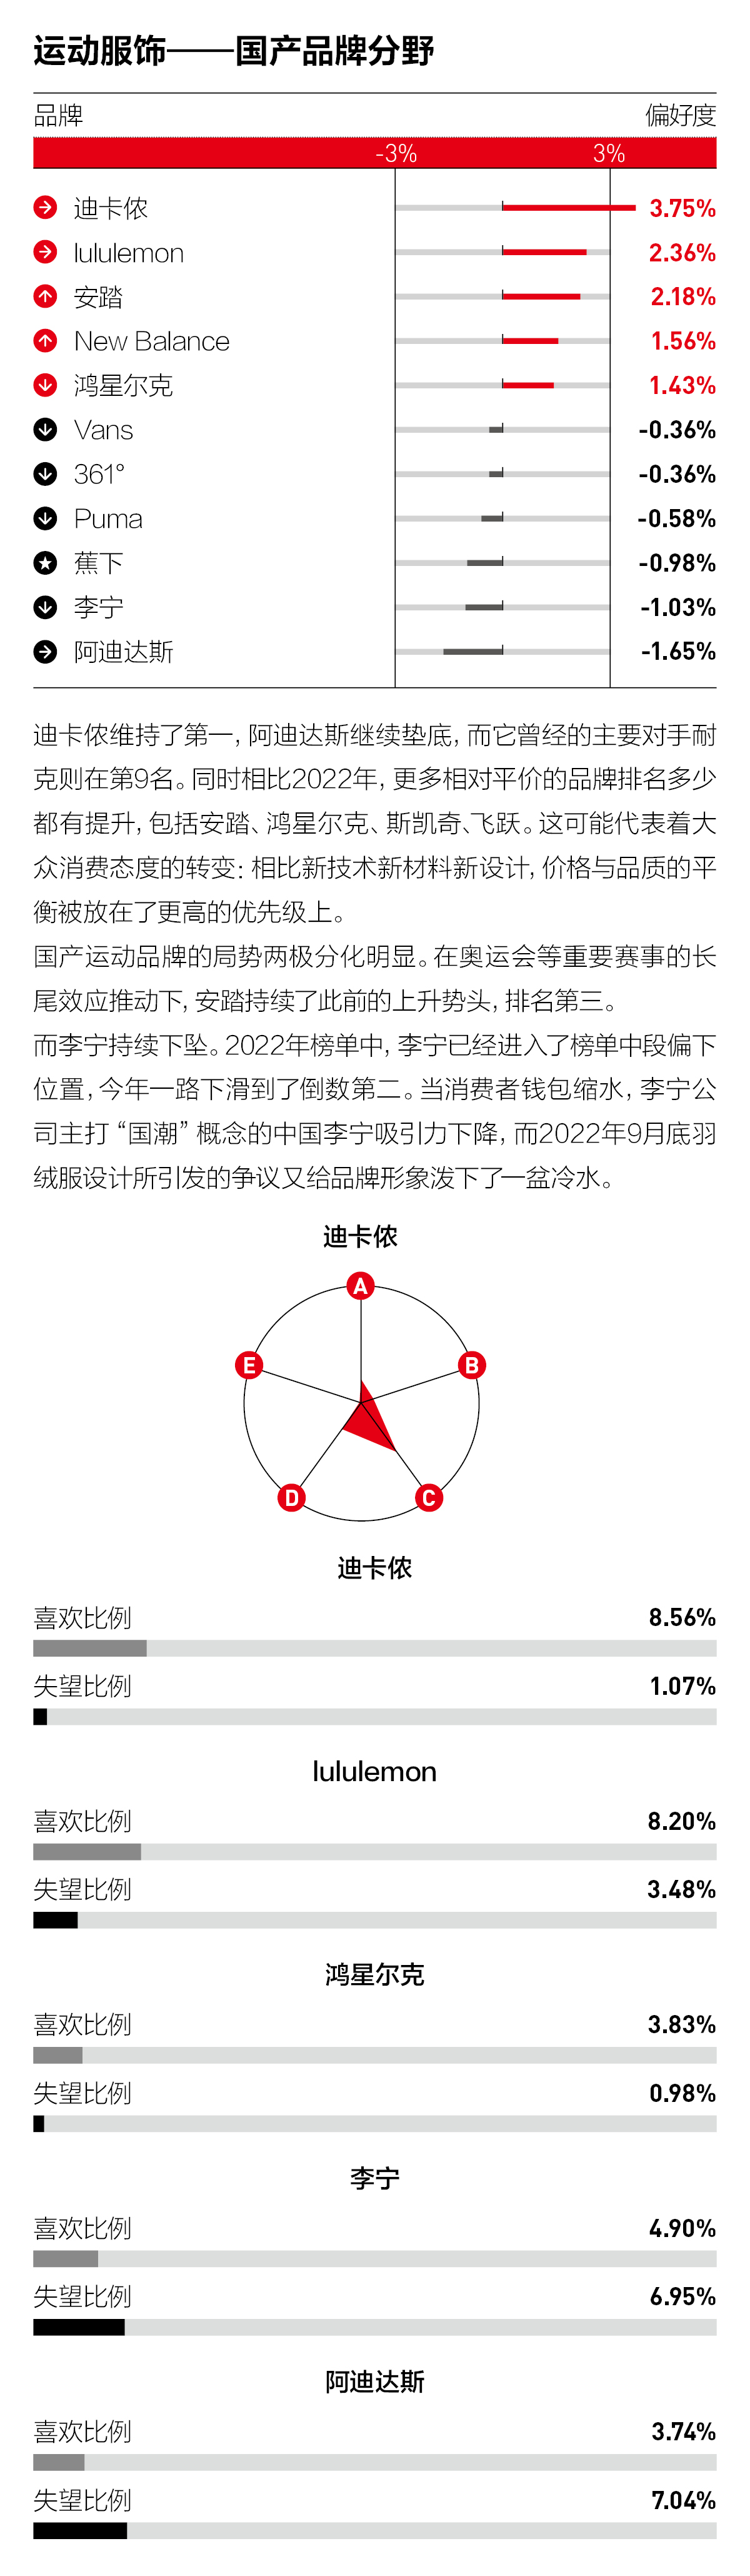 运动服饰——国产品牌分野
品牌 偏好度
-3% 3%
迪卡侬 3.75%
lululemon 2.36%
安踏 2.18%
New Balance 1.56%
鸿星尔克 1.43%
Vans -0.36%
361° -0.36%
Puma -0.58%
蕉下 -0.98%
李宁 -1.03%
阿迪达斯 -1.65%
迪卡侬维持了第一，阿迪达斯继续垫底，而它曾经的主要对手耐
克则在第9名。同时相比2022年，更多相对平价的品牌排名多少
都有提升，包括安踏、鸿星尔克、斯凯奇、飞跃。这可能代表着大
众消费态度的转变：相比新技术新材料新设计，价格与品质的平
衡被放在了更高的优先级上。
国产运动品牌的局势两极分化明显。在奥运会等重要赛事的长
尾效应推动下，安踏持续了此前的上升势头，排名第三。
而李宁持续下坠。2022年榜单中，李宁已经进入了榜单中段偏下
位置，今年一路下滑到了倒数第二。当消费者钱包缩水，李宁公
司主打“国潮”概念的中国李宁吸引力下降，而2022年9月底羽
绒服设计所引发的争议又给品牌形象泼下了一盆冷水。
迪卡侬
A
E B
D C
迪卡侬
喜欢比例 8.56%
失望比例 1.07%
lululemon
喜欢比例 8.20%
失望比例 3.48%
鸿星尔克
喜欢比例 3.83%
失望比例 0.98%
李宁
喜欢比例 4.90%
失望比例 6.95%
阿迪达斯
喜欢比例 3.74%
失望比例 7.04%